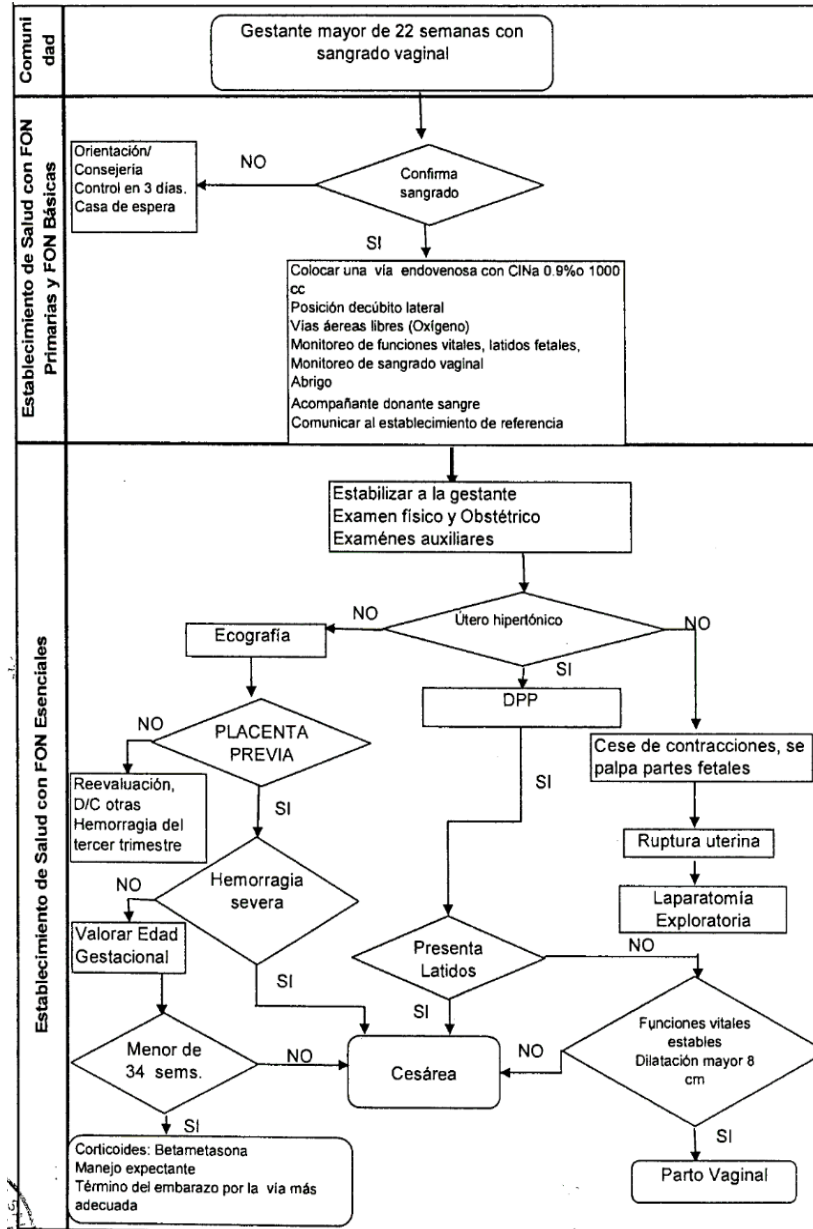 Comuni
dad
Gestante mayor de 22 semanas con
sangrado vaginal
Establecimiento de Salud con FON
Primarias y FON Básicas
Orientación/
Consejería
Control en 3 días.
Casa de espera
NO
Confirma
sangrado
SI
Colocar una vía endovenosa con ClNa 0.9%o 1000
cc
Posición decúbito lateral
Vías áereas libres (Oxígeno)
Monitoreo de funciones vitales, latidos fetales,
Monitoreo de sangrado vaginal
Abrigo
Acompañante donante sangre
Comunicar al establecimiento de referencia
Establecimiento de Salud con FON Esenciales
Estabilizar a la gestante
Examen físico y Obstétrico
Examénes auxiliares
NO
Útero hipertónico
NO
Ecografía
SI
DPP
NO
PLACENTA
PREVIA
Cese de contracciones, se
palpa partes fetales
Reevaluación,
D/C otras
Hemorragia del
tercer trimestre
SI
SI
Ruptura uterina
NO
Hemorragia
severa
Laparatomía
Exploratoria
Valorar Edad
Gestacional
Presenta
Latidos
NO
SI
SI
Menor de
34 sems.
NO
Cesárea
NO
Funciones vitales
estables
Dilatación mayor 8
cm
SI
SI
Corticoides: Betametasona
Manejo expectante
Término del embarazo por la vía más
adecuada
Parto Vaginal